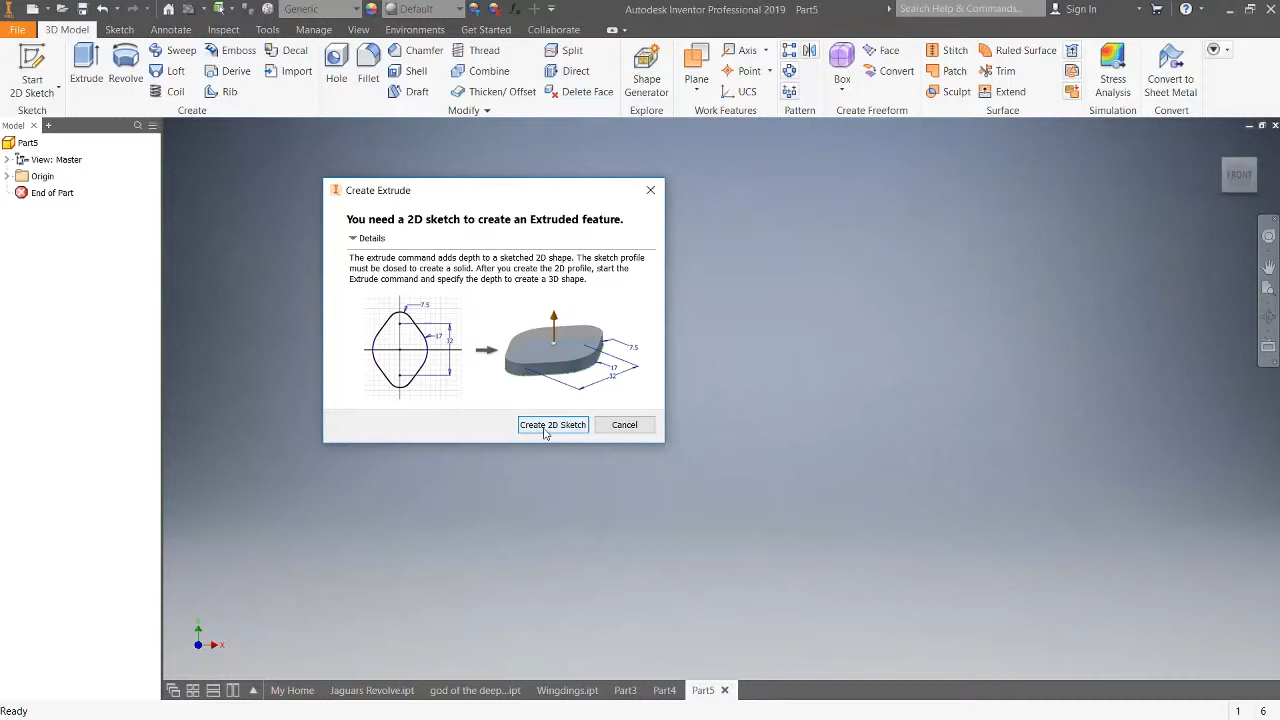 Generic
Default
Autodesk Inventor Professional 2019 Part5
Search Help & Commands...
Sign In
File
3D Model
Sketch
Annotate
Inspect
Tools
Manage
View
Environments
Get Started
Collaborate
Start
2D Sketch
Extrude
Revolve
Sweep
Loft
Coil
Emboss
Derive
Rib
Decal
Import
Hole
Fillet
Chamfer
Shell
Draft
Thread
Combine
Thicken/ Offset
Split
Direct
Delete Face
Shape
Generator
Plane
Axis
Point
UCS
Box
Face
Convert
Stitch
Patch
Sculpt
Ruled Surface
Trim
Extend
Stress
Analysis
Convert to
Sheet Metal
Sketch
Create
Modify
Explore
Work Features
Pattern
Create Freeform
Surface
Simulation
Convert
Model
Part5
View: Master
Origin
End of Part
FRONT
Create Extrude
You need a 2D sketch to create an Extruded feature.
Details
The extrude command adds depth to a sketched 2D shape. The sketch profile
must be closed to create a solid. After you create the 2D profile, start the
Extrude command and specify the depth to create a 3D shape.
7.5
17
32
7.5
17
32
Create 2D Sketch
Cancel
X
My Home
Jaguars Revolve.ipt
god of the deep...ipt
Wingdings.ipt
Part3
Part4
Part5
Ready
1
6